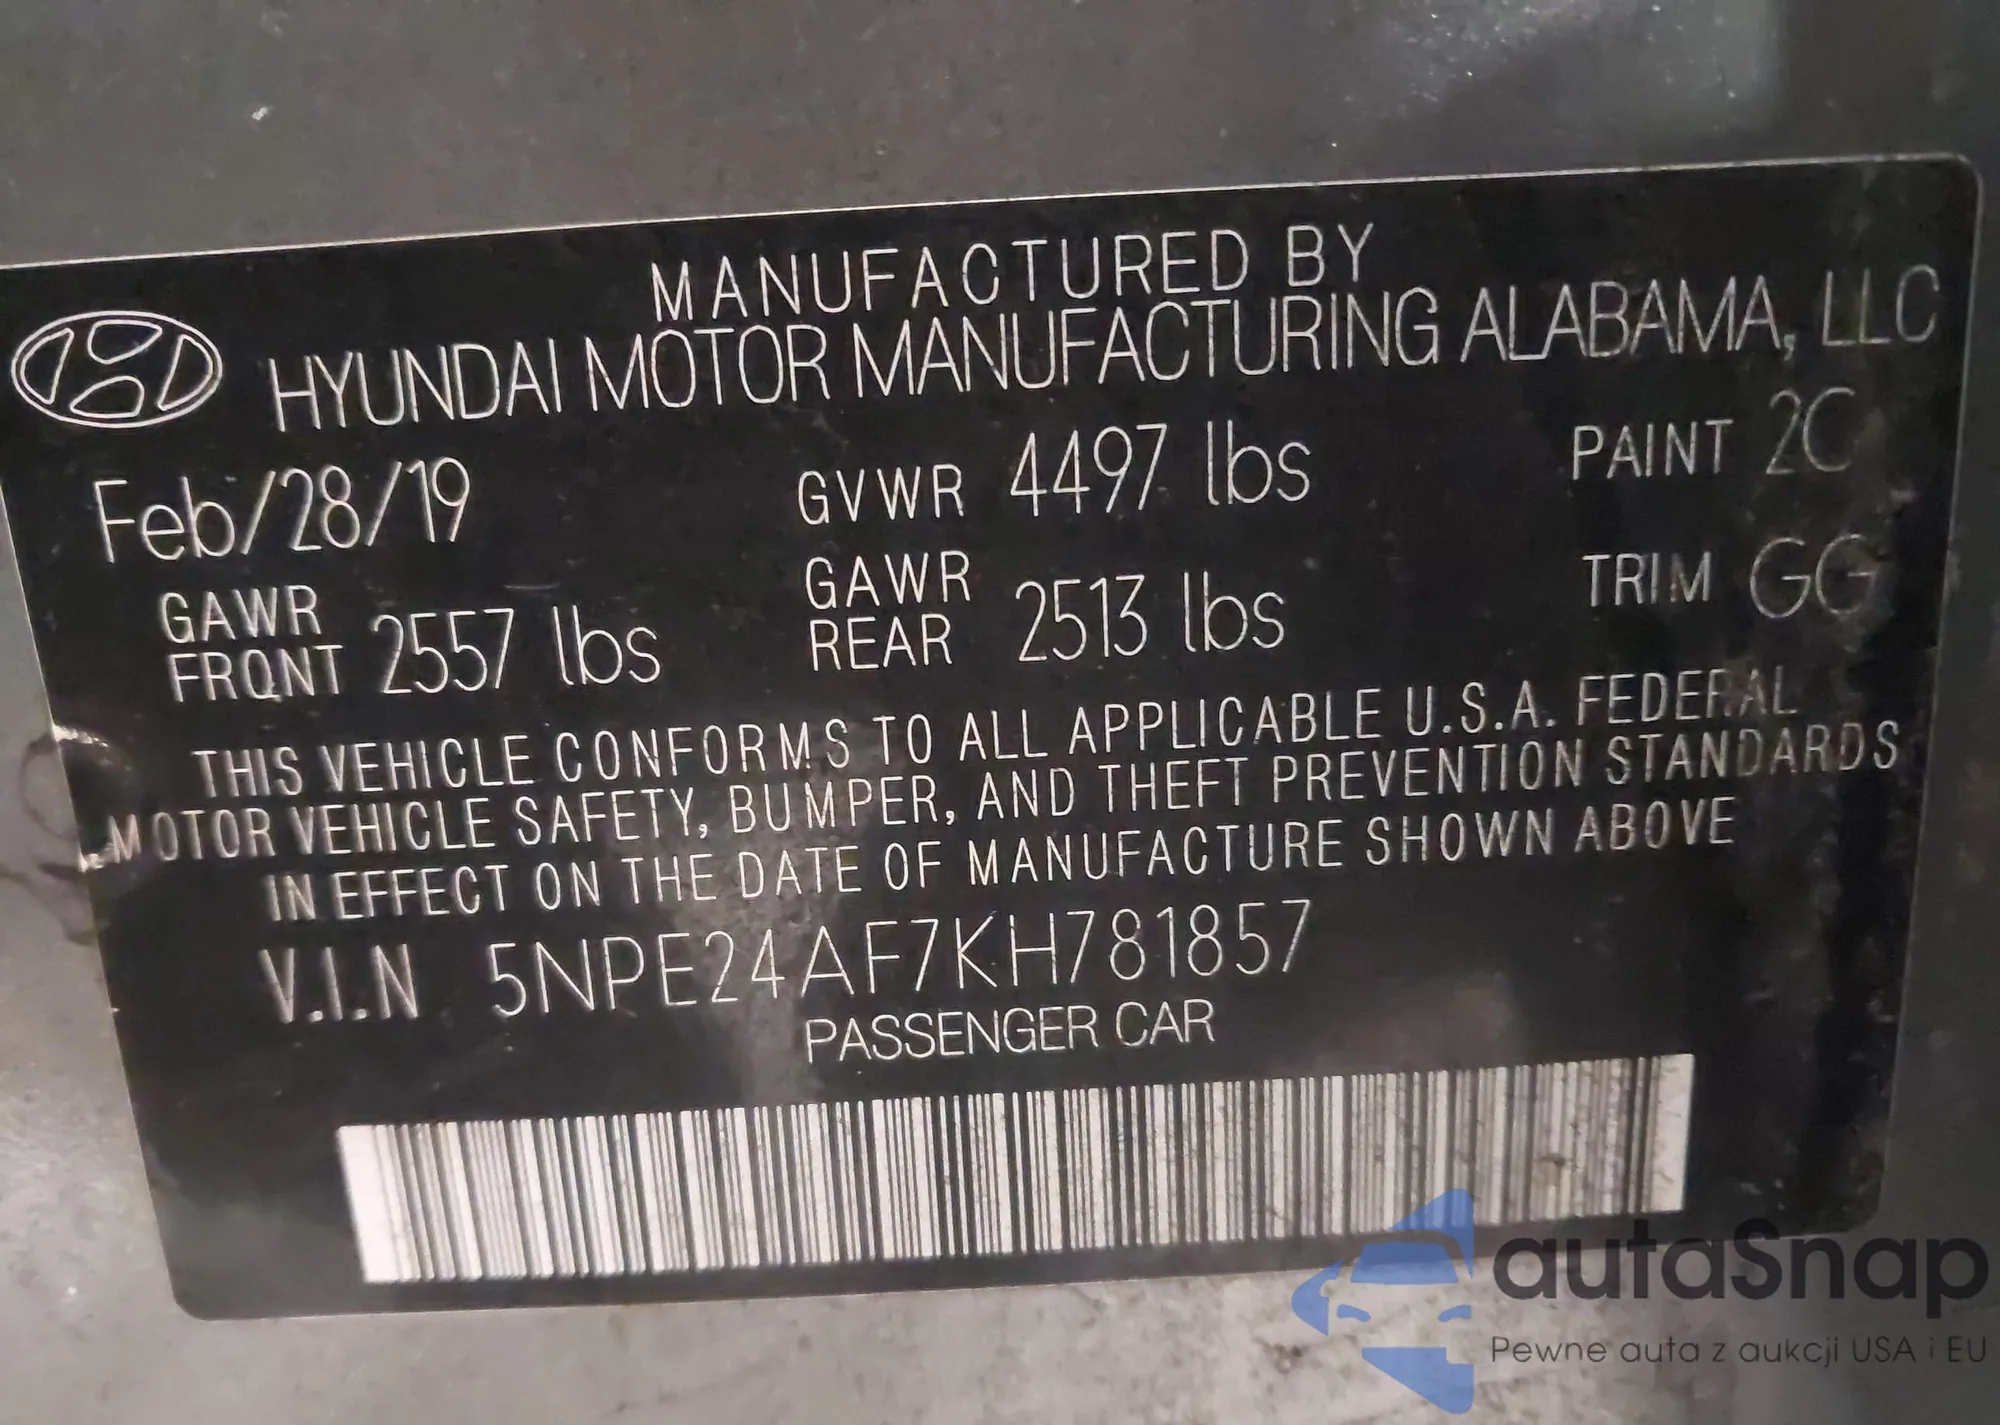 MANUFACTURED BY
HYUNDAI MOTOR MANUFACTURING ALABAMA, LLC
Feb/28/19 GVWR 4497 lbs PAINT 2C
GAWR FRONT 2557 lbs GAWR REAR 2513 lbs TRIM GG
THIS VEHICLE CONFORMS TO ALL APPLICABLE U.S.A. FEDERAL
MOTOR VEHICLE SAFETY, BUMPER, AND THEFT PREVENTION STANDARDS
IN EFFECT ON THE DATE OF MANUFACTURE SHOWN ABOVE
V.I.N 5NPE24AF7KH781857
PASSENGER CAR
autaSnap
Pewne auta z aukcji USA i EU